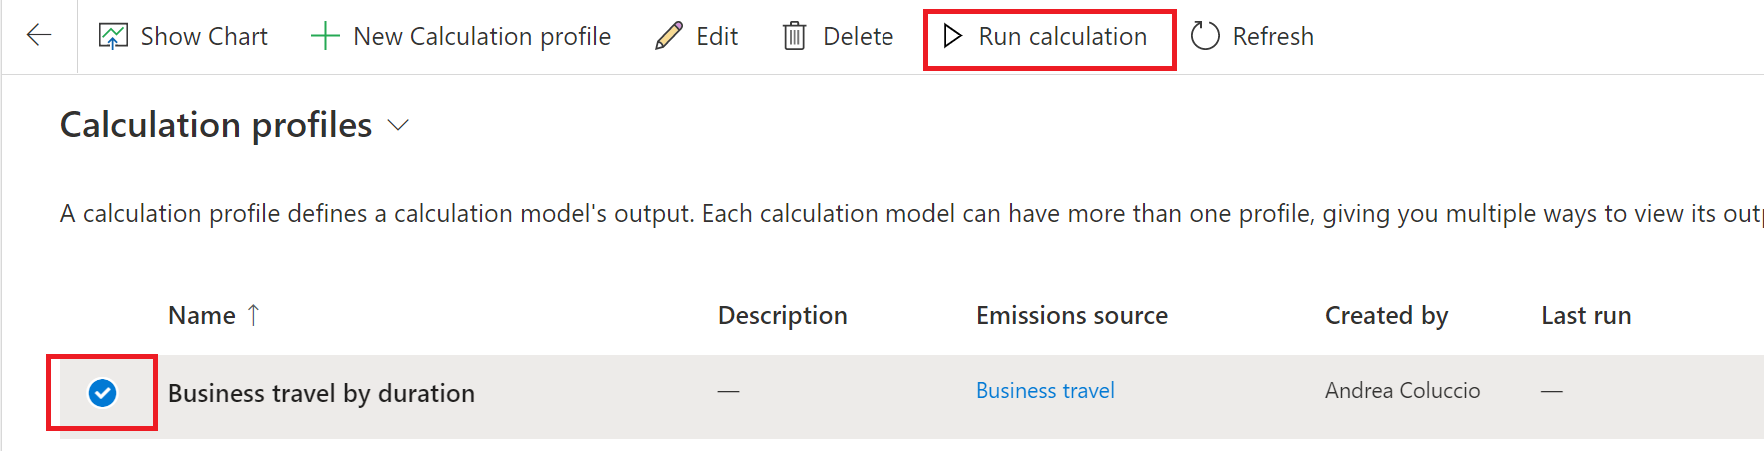 Show Chart New Calculation profile Edit Delete Run calculation Refresh
Calculation profiles
A calculation profile defines a calculation model's output. Each calculation model can have more than one profile, giving you multiple ways to view its
Name ↑ Description Emissions source Created by Last run
Business travel by duration — Business travel Andrea Coluccio —